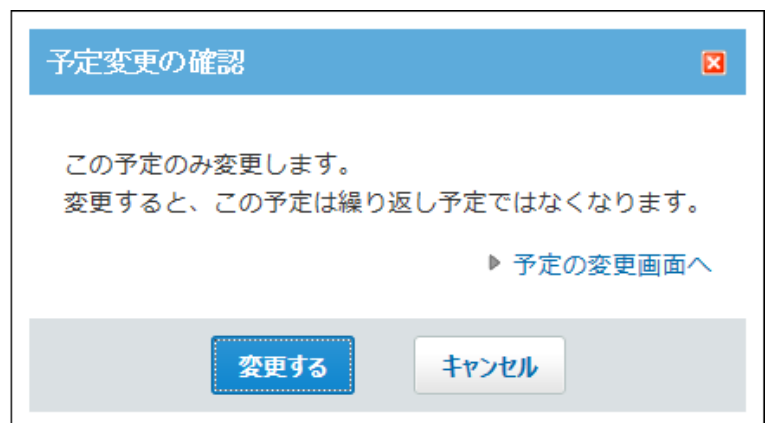 予定変更の確認
この予定のみ変更します。
変更すると、この予定は繰り返し予定ではなくなります。
予定の変更画面へ
変更する
キャンセル